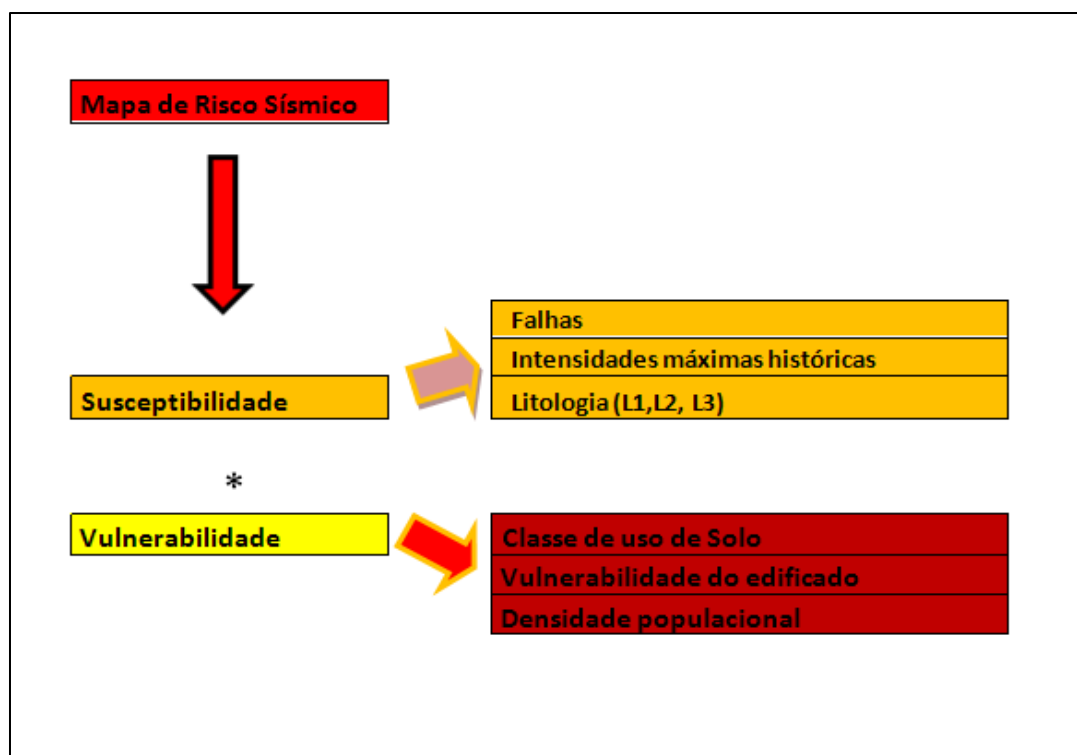 Mapa de Risco Sísmico
Falhas
Intensidades máximas históricas
Susceptibilidade
Litologia (L1,L2, L3)
*
Vulnerabilidade
Classe de uso de Solo
Vulnerabilidade do edificado
Densidade populacional